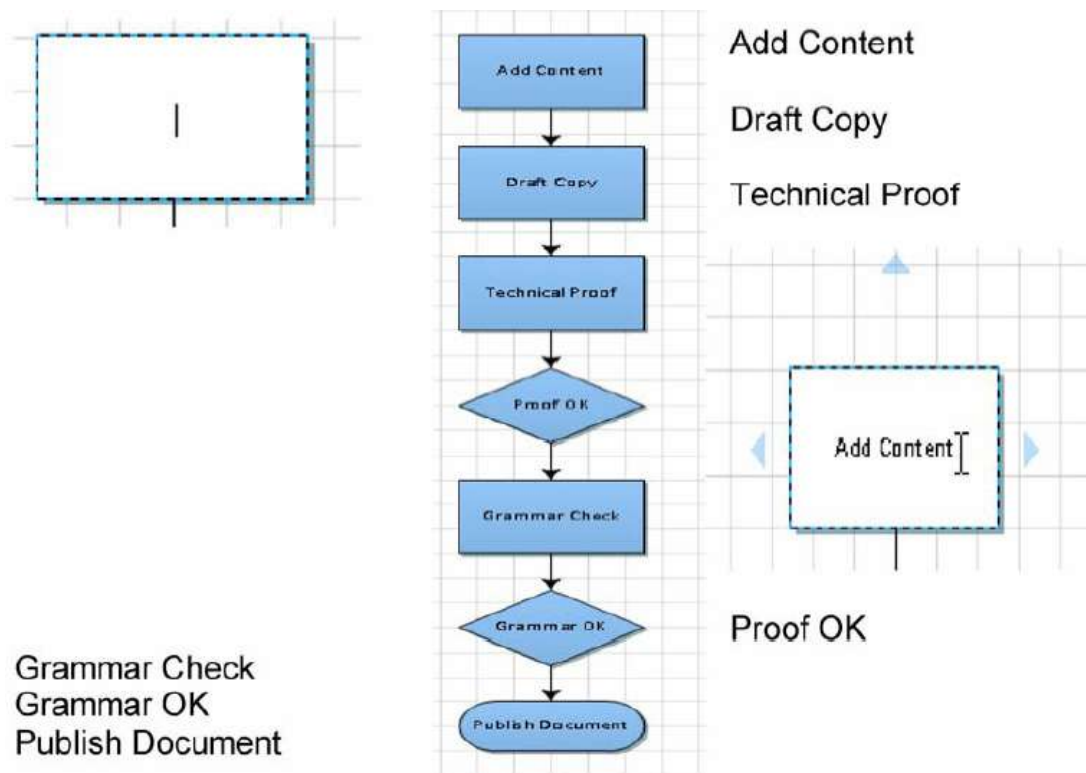 Add Content
Draft Copy
Technical Proof
Proof OK
Grammar Check
Grammar OK
Publish Document
Add Content
Draft Copy
Technical Proof
Add Content
Proof OK
Grammar Check
Grammar OK
Publish Document